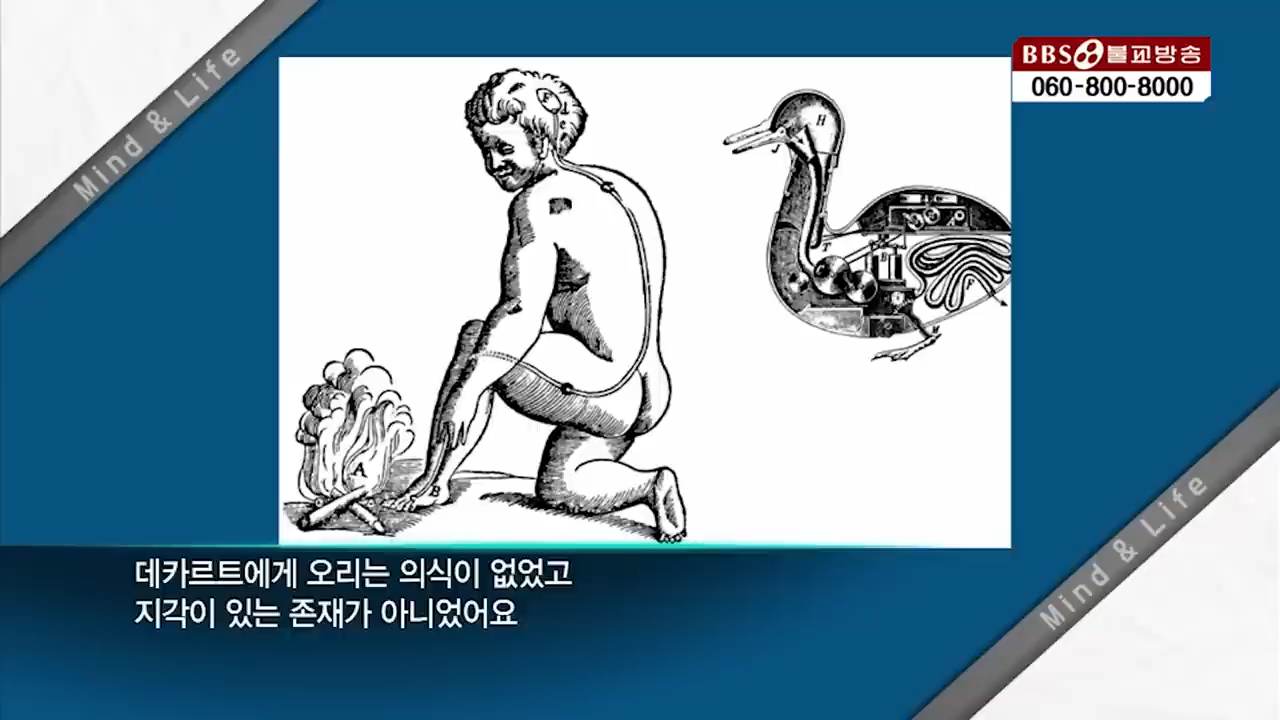 Mind & Life
BBS 불교방송
060-800-8000
F
H
J
T
B
F
A
B
데카르트에게 오리는 의식이 없었고
지각이 있는 존재가 아니었어요
Mind & Life